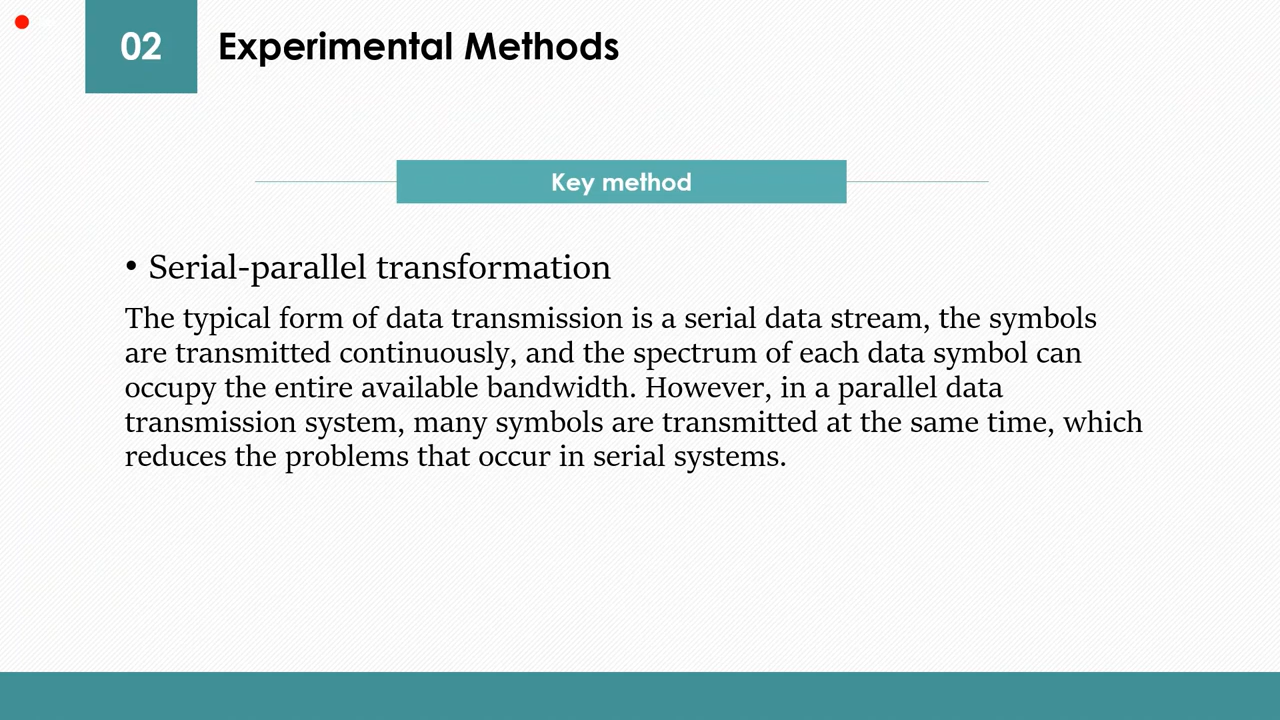 02
Experimental Methods
Key method
• Serial-parallel transformation
The typical form of data transmission is a serial data stream, the symbols
are transmitted continuously, and the spectrum of each data symbol can
occupy the entire available bandwidth. However, in a parallel data
transmission system, many symbols are transmitted at the same time, which
reduces the problems that occur in serial systems.